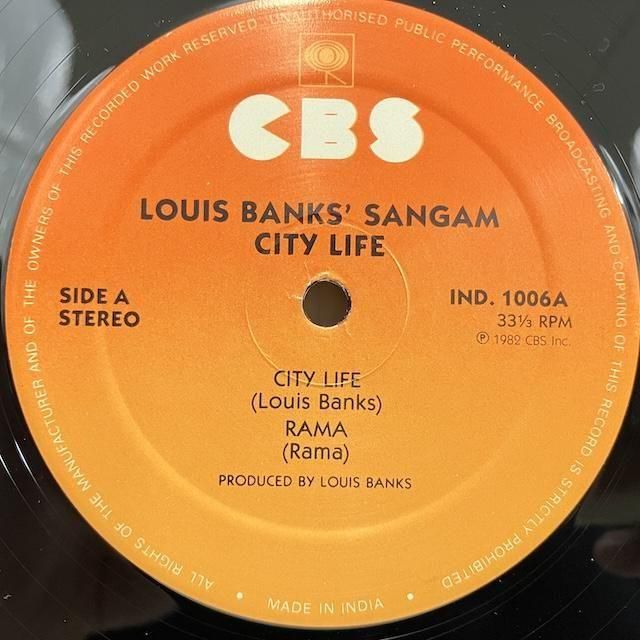 CBS
LOUIS BANKS' SANGAM
CITY LIFE
SIDE A
STEREO
IND. 1006A
33⅓ RPM
℗ 1982 CBS Inc.
CITY LIFE
(Louis Banks)
RAMA
(Rama)
PRODUCED BY LOUIS BANKS
ALL RIGHTS OF THE MANUFACTURER AND OF THE OWNERS OF THIS RECORDED WORK RESERVED UNAUTHORISED PUBLIC PERFORMANCE BROADCASTING AND COPYING OF THIS RECORD IS STRICTLY PROHIBITED
• MADE IN INDIA •